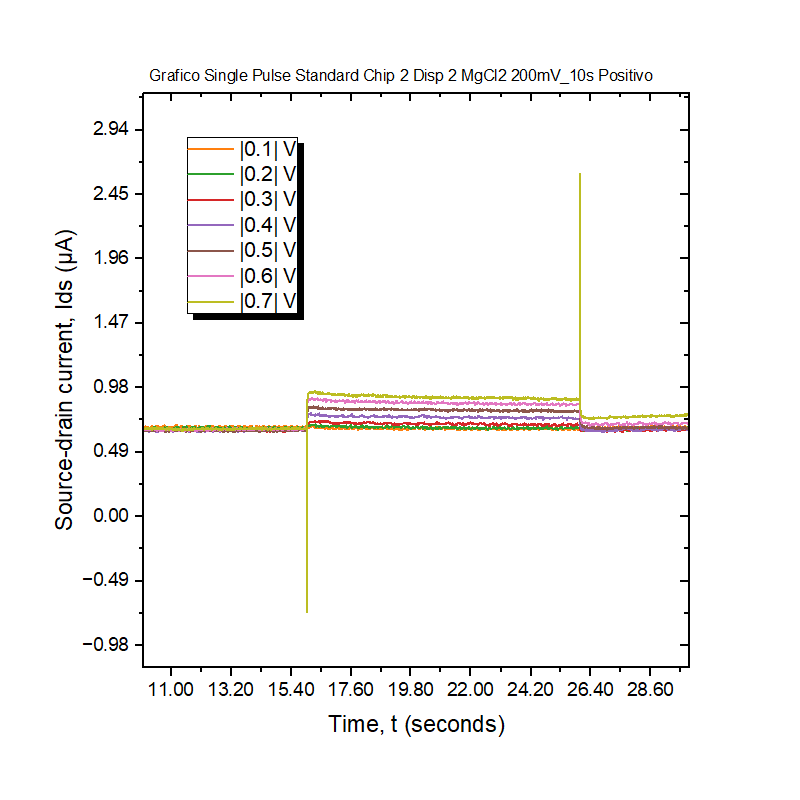 Grafico Single Pulse Standard Chip 2 Disp 2 MgCl2 200mV_10s Positivo
|0.1| V
|0.2| V
|0.3| V
|0.4| V
|0.5| V
|0.6| V
|0.7| V
Source-drain current, Ids (μA)
2.94
2.45
1.96
1.47
0.98
0.49
0.00
−0.49
−0.98
11.00 13.20 15.40 17.60 19.80 22.00 24.20 26.40 28.60
Time, t (seconds)